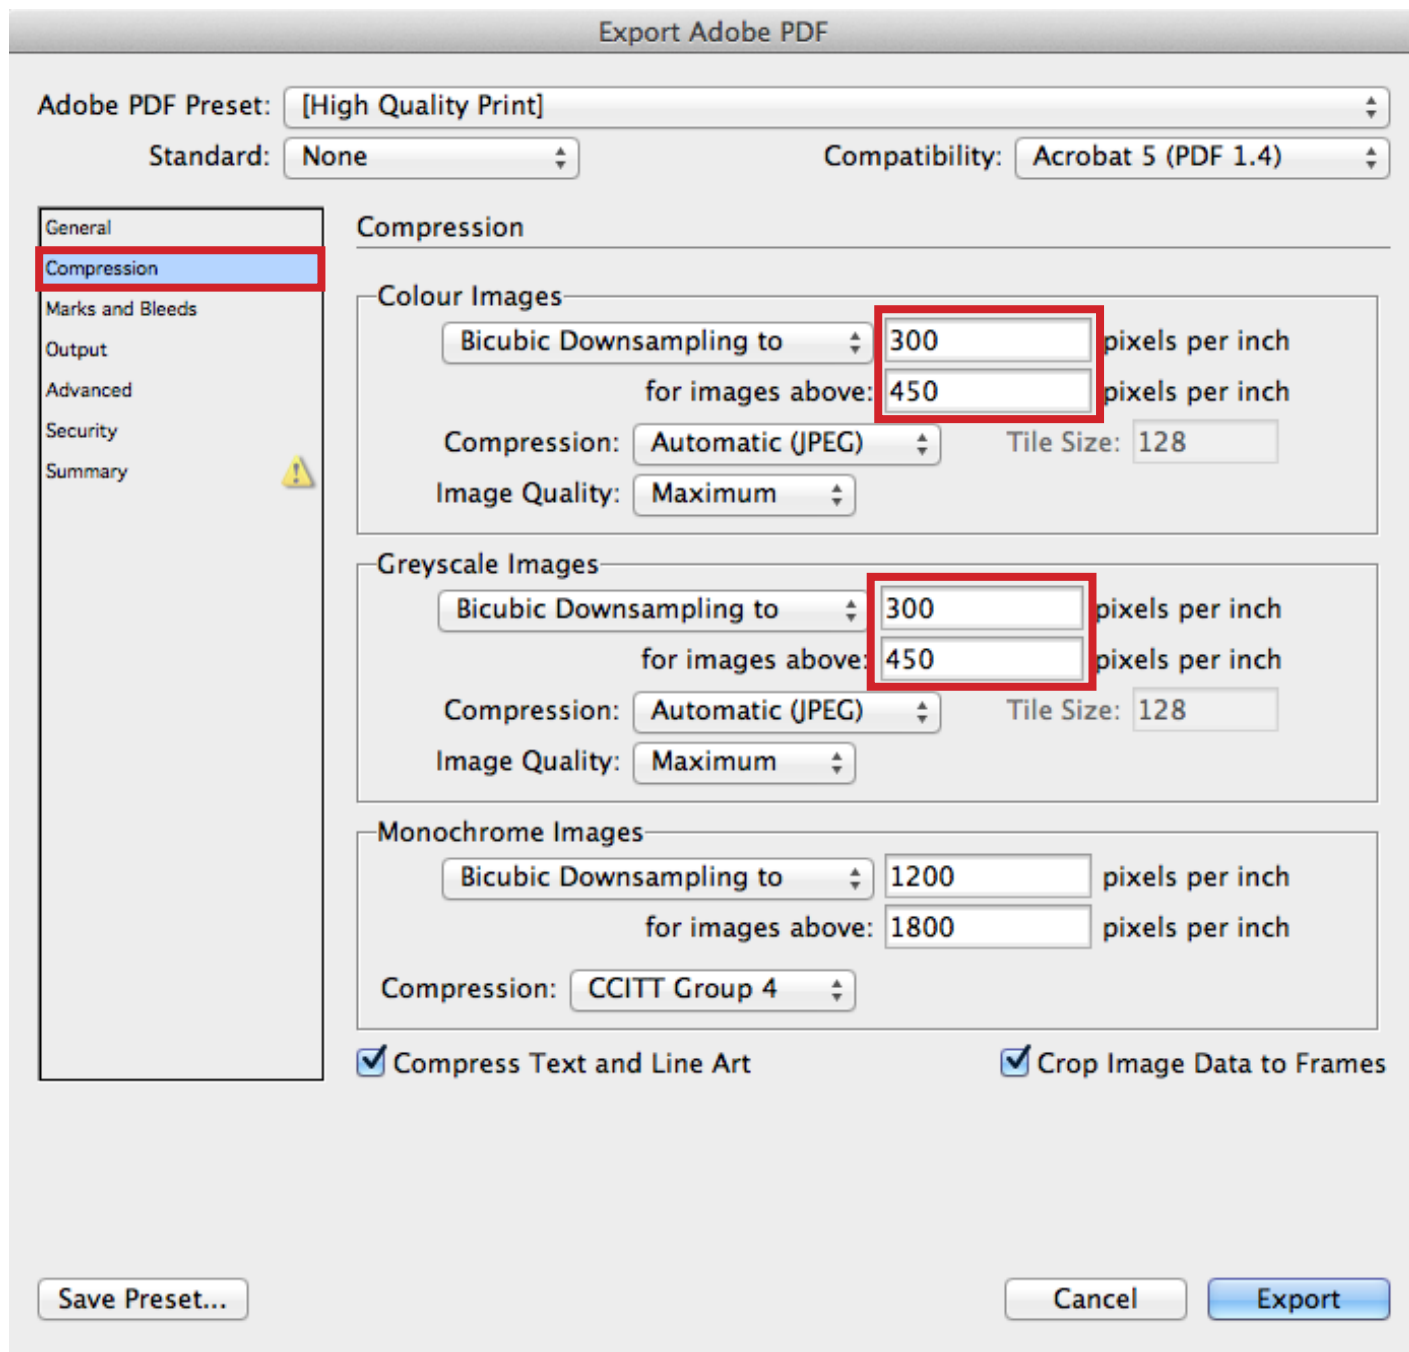 Export Adobe PDF
Adobe PDF Preset: [High Quality Print]
Standard: None Compatibility: Acrobat 5 (PDF 1.4)
General
Compression
Marks and Bleeds
Output
Advanced
Security
Summary
Compression
Colour Images
Bicubic Downsampling to 300 pixels per inch
for images above: 450 pixels per inch
Compression: Automatic (JPEG) Tile Size: 128
Image Quality: Maximum
Greyscale Images
Bicubic Downsampling to 300 pixels per inch
for images above: 450 pixels per inch
Compression: Automatic (JPEG) Tile Size: 128
Image Quality: Maximum
Monochrome Images
Bicubic Downsampling to 1200 pixels per inch
for images above: 1800 pixels per inch
Compression: CCITT Group 4
Compress Text and Line Art Crop Image Data to Frames
Save Preset... Cancel Export